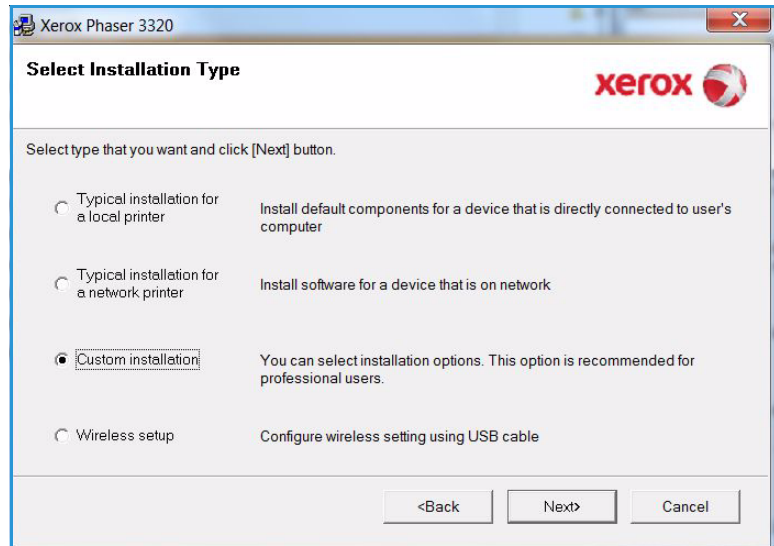 Xerox Phaser 3320
X
Select Installation Type
xerox
Select type that you want and click [Next] button.
Typical installation for
a local printer
Install default components for a device that is directly connected to user's
computer
Typical installation for
a network printer
Install software for a device that is on network
Custom installation
You can select installation options. This option is recommended for
professional users.
Wireless setup
Configure wireless setting using USB cable
<Back
Next>
Cancel